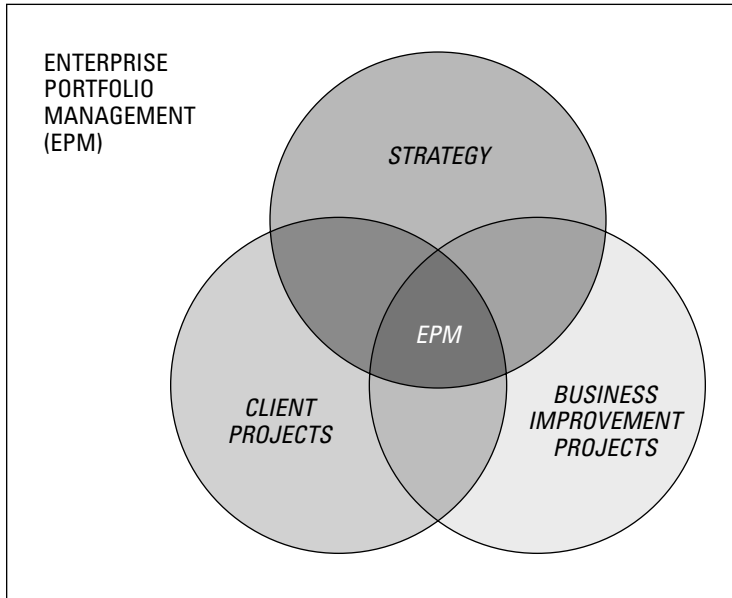 ENTERPRISE
PORTFOLIO
MANAGEMENT
(EPM)
STRATEGY
EPM
CLIENT
PROJECTS
BUSINESS
IMPROVEMENT
PROJECTS